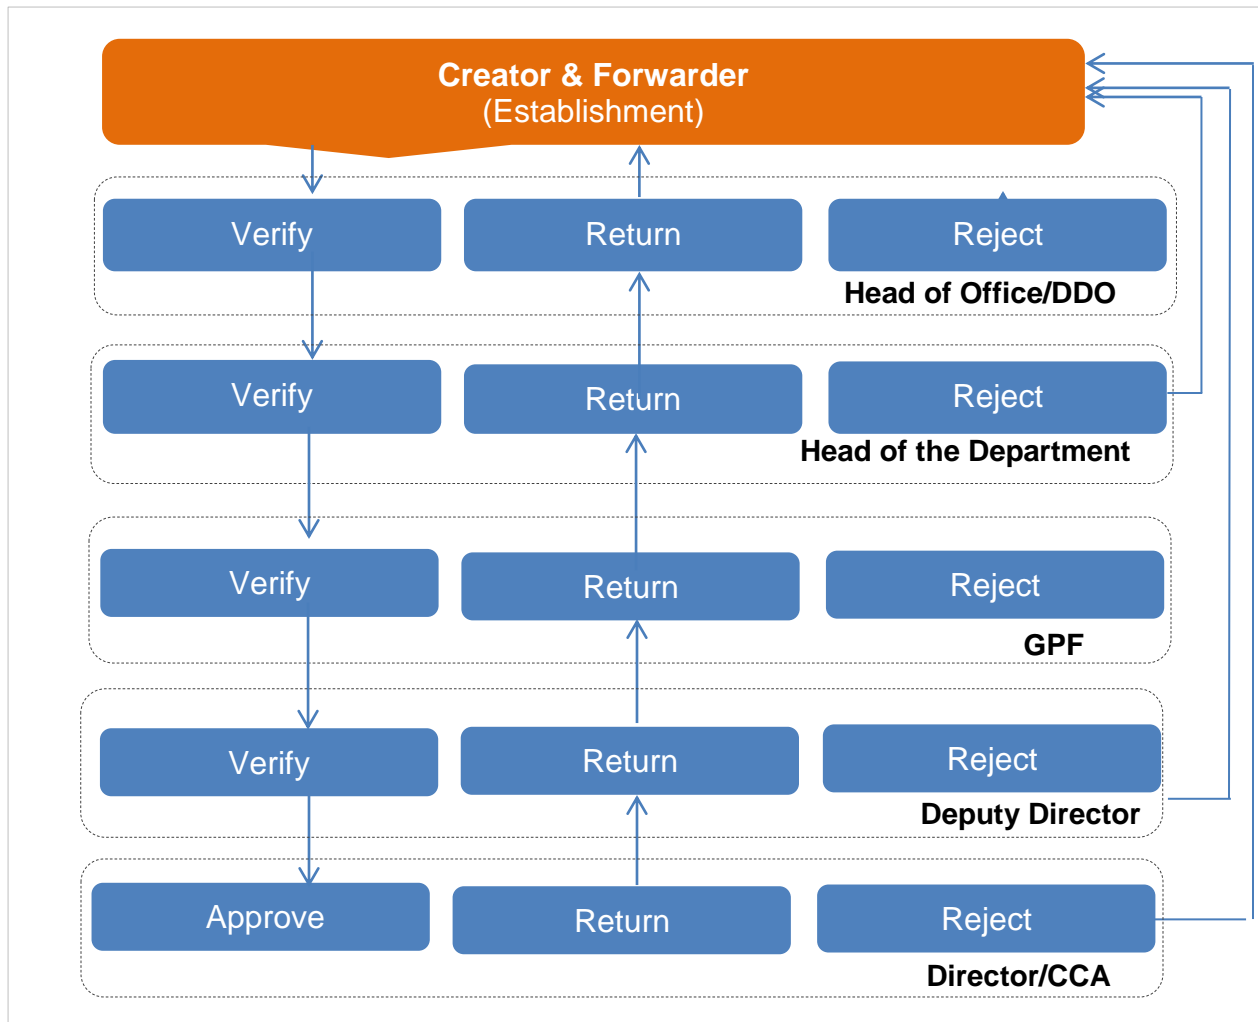 Creator & Forwarder
(Establishment)
Verify
Return
Reject
Head of Office/DDO
Verify
Return
Reject
Head of the Department
Verify
Return
Reject
GPF
Verify
Return
Reject
Deputy Director
Approve
Return
Reject
Director/CCA